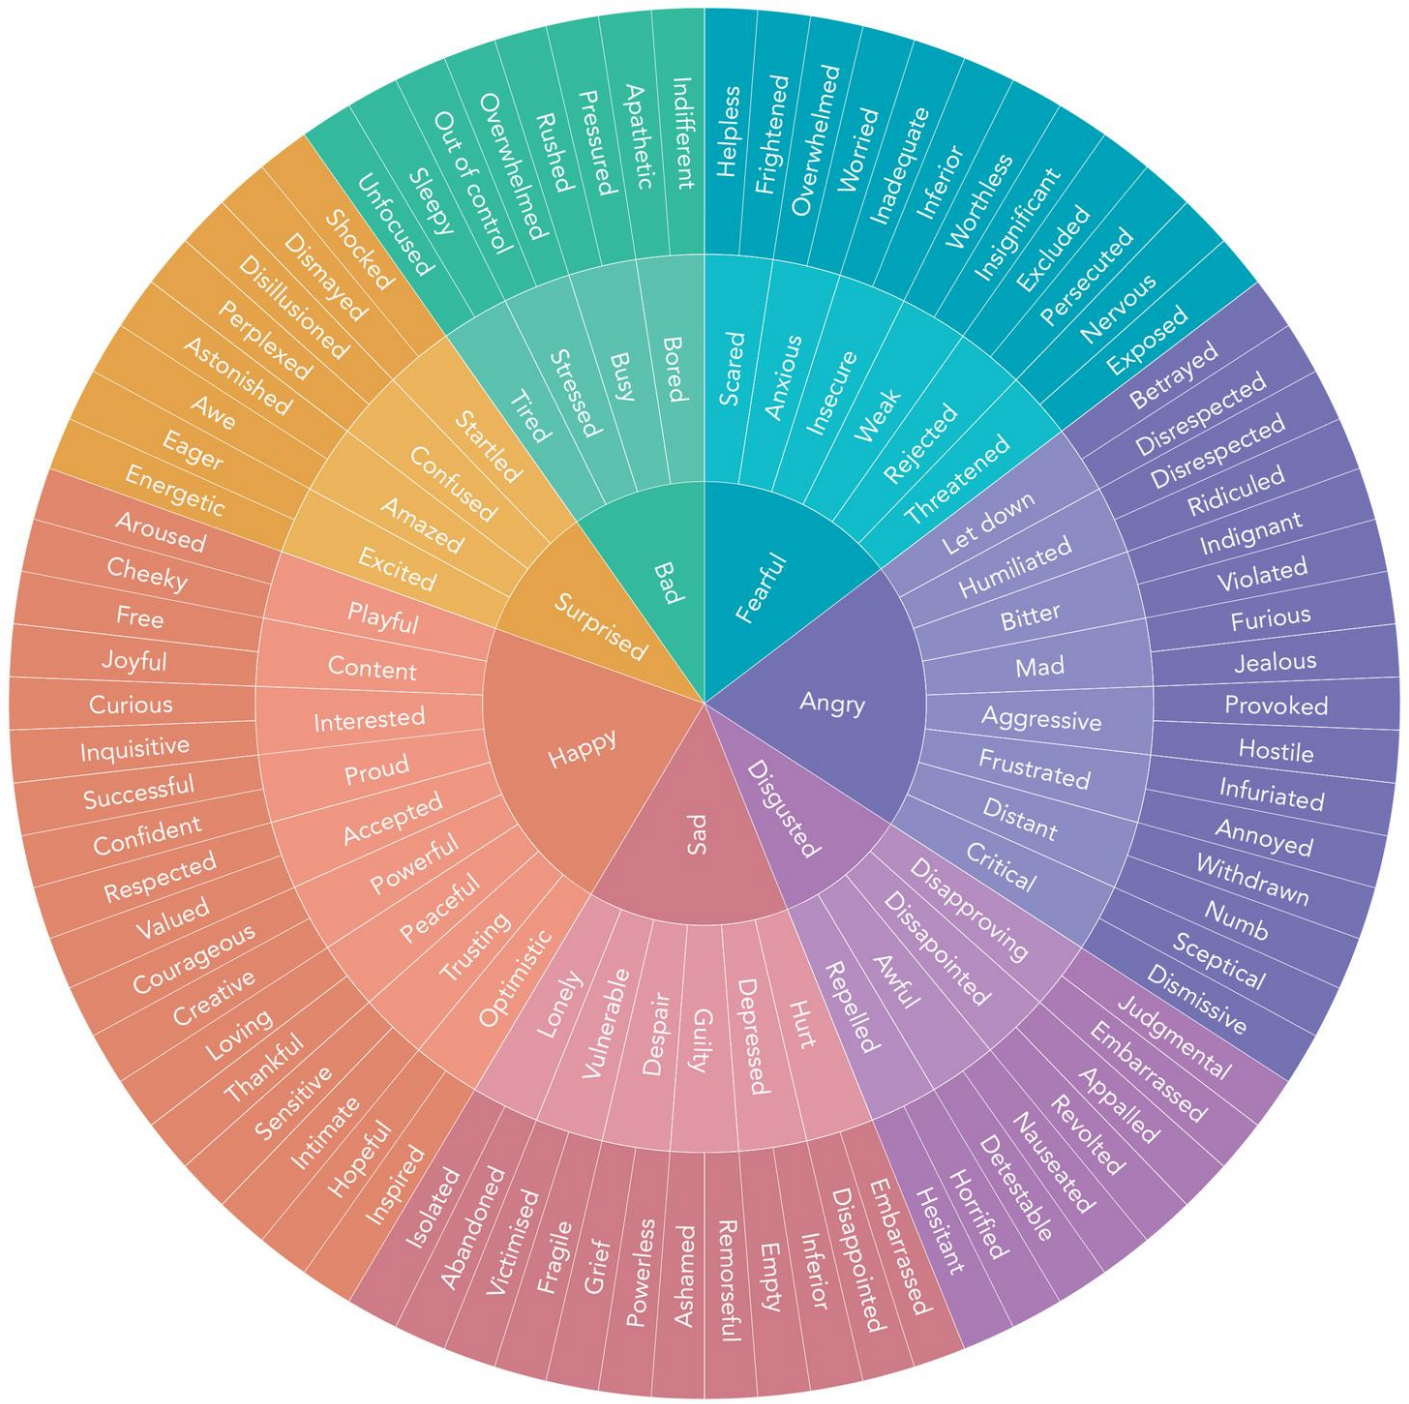 Fearful
Angry
Disgusted
Sad
Happy
Surprised
Bad
Scared
Anxious
Insecure
Weak
Rejected
Threatened
Let down
Humiliated
Bitter
Mad
Aggressive
Frustrated
Distant
Critical
Disapproving
Dissapointed
Awful
Repelled
Hurt
Depressed
Guilty
Despair
Vulnerable
Lonely
Optimistic
Trusting
Peaceful
Powerful
Accepted
Proud
Interested
Content
Playful
Excited
Amazed
Confused
Startled
Tired
Stressed
Busy
Bored
Helpless
Frightened
Overwhelmed
Worried
Inadequate
Inferior
Worthless
Insignificant
Excluded
Persecuted
Nervous
Exposed
Betrayed
Disrespected
Disrespected
Ridiculed
Indignant
Violated
Furious
Jealous
Provoked
Hostile
Infuriated
Annoyed
Withdrawn
Numb
Sceptical
Dismissive
Judgmental
Embarrassed
Appalled
Revolted
Nauseated
Detestable
Horrified
Hesitant
Embarrassed
Disappointed
Inferior
Empty
Remorseful
Ashamed
Powerless
Grief
Fragile
Victimised
Abandoned
Isolated
Inspired
Hopeful
Intimate
Sensitive
Thankful
Loving
Creative
Courageous
Valued
Respected
Confident
Successful
Inquisitive
Curious
Joyful
Free
Cheeky
Aroused
Energetic
Eager
Awe
Astonished
Perplexed
Disillusioned
Dismayed
Shocked
Unfocused
Sleepy
Out of control
Overwhelmed
Rushed
Pressured
Apathetic
Indifferent